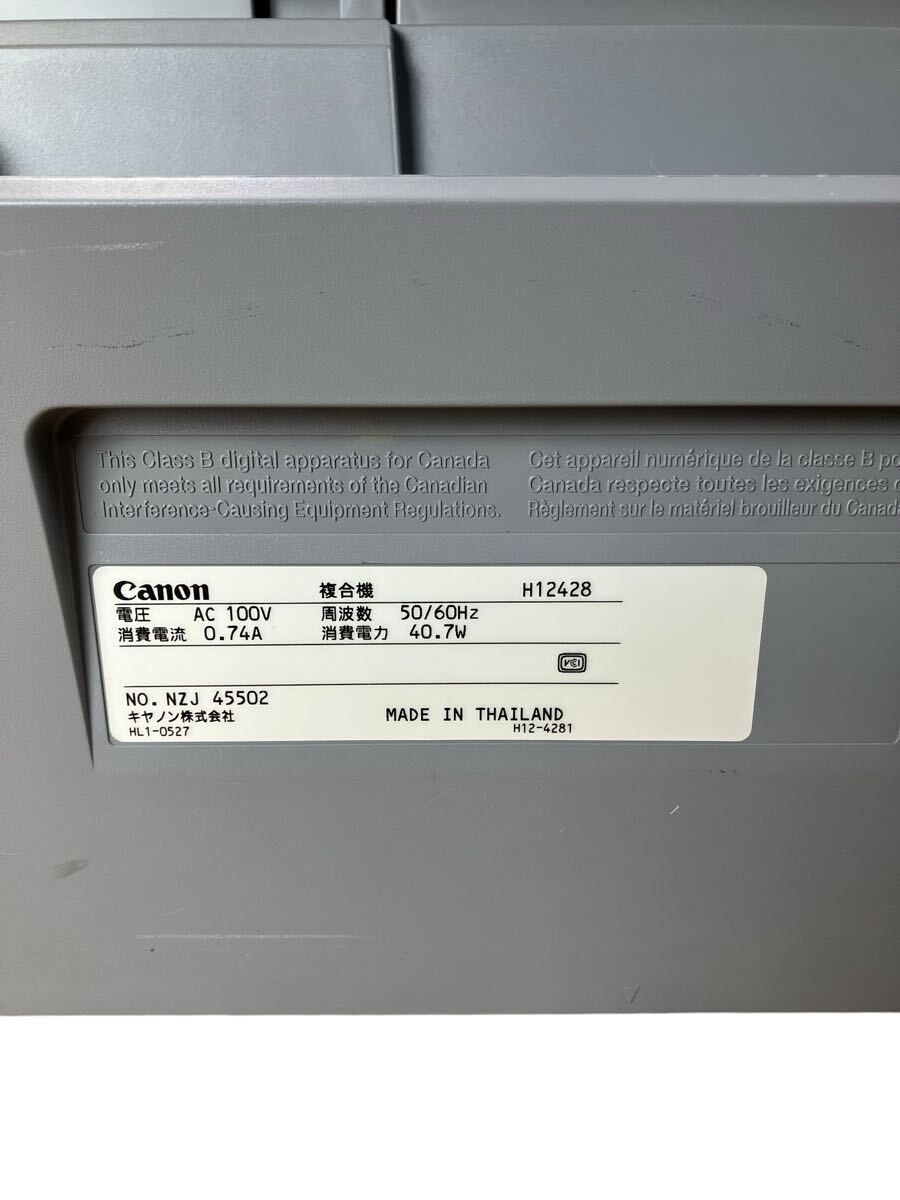 This Class B digital apparatus for Canada
only meets all requirements of the Canadian
Interference-Causing Equipment Regulations.
Cet appareil numérique de la classe B
Canada respecte toutes les exigences
Règlement sur le matériel brouilleur du Canada
Canon 複合機 H12428
電圧 AC 100V 周波数 50/60Hz
消費電流 0.74A 消費電力 40.7W
VCI
NO. NZJ 45502
キヤノン株式会社 MADE IN THAILAND
HL1-0527 H12-4281